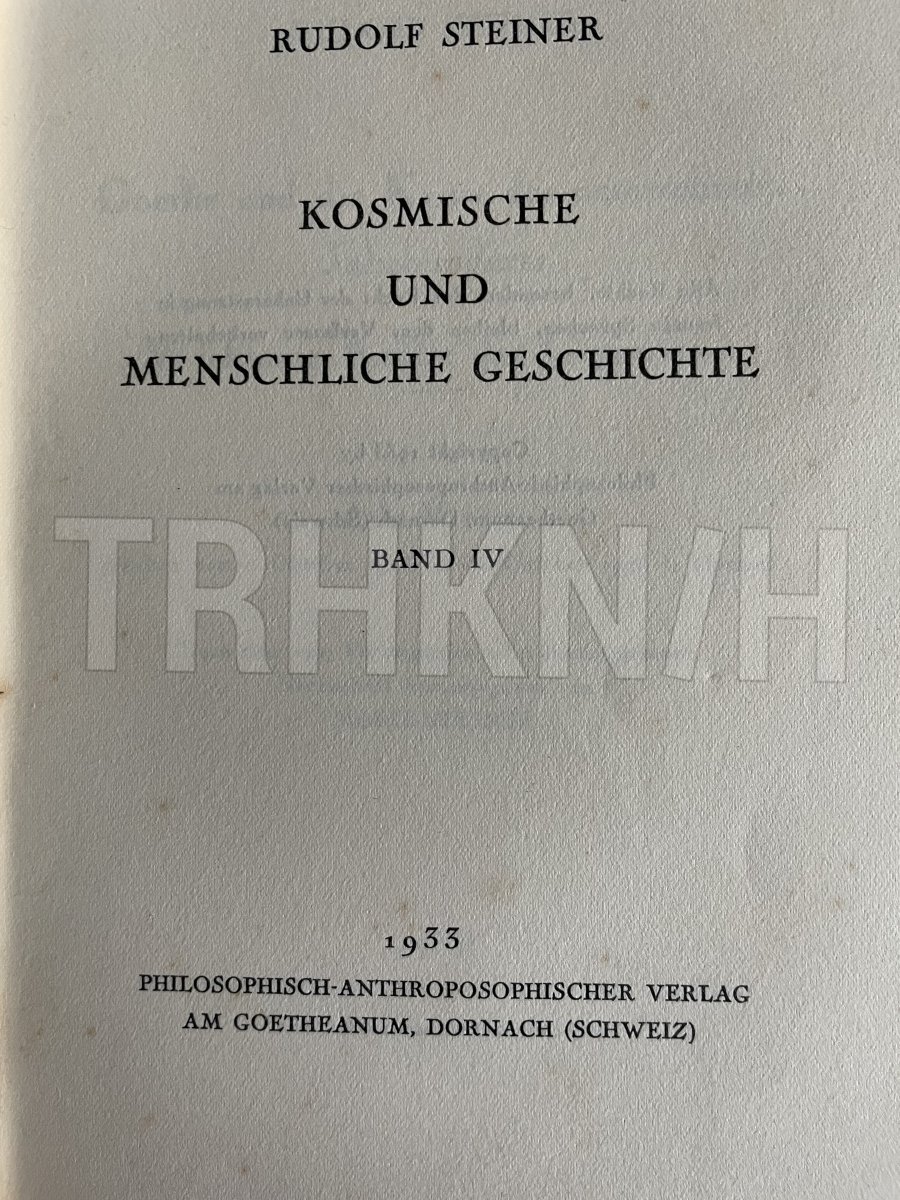 RUDOLF STEINER
KOSMISCHE
UND
MENSCHLICHE GESCHICHTE
BAND IV
TRHKN/H
1933
PHILOSOPHISCH-ANTHROPOSOPHISCHER VERLAG
AM GOETHEANUM, DORNACH (SCHWEIZ)